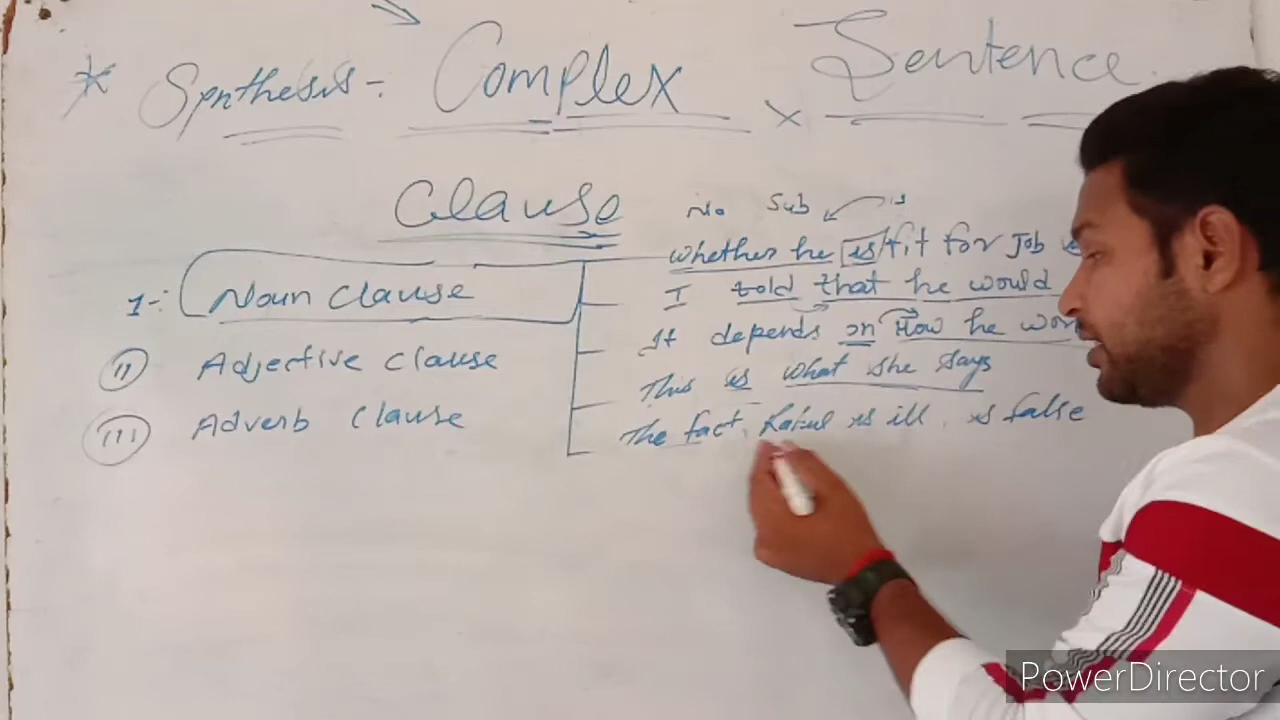 * Synthesis - : Complex x Sentence
Clause
No Sub is
1 -: Noun Clause
Whether he is fit for Job
I told that he would
It depends on How he
(ii) Adjective Clause
This is what she says
(iii) Adverb Clause
The fact, Rahul is ill, is false
PowerDirector